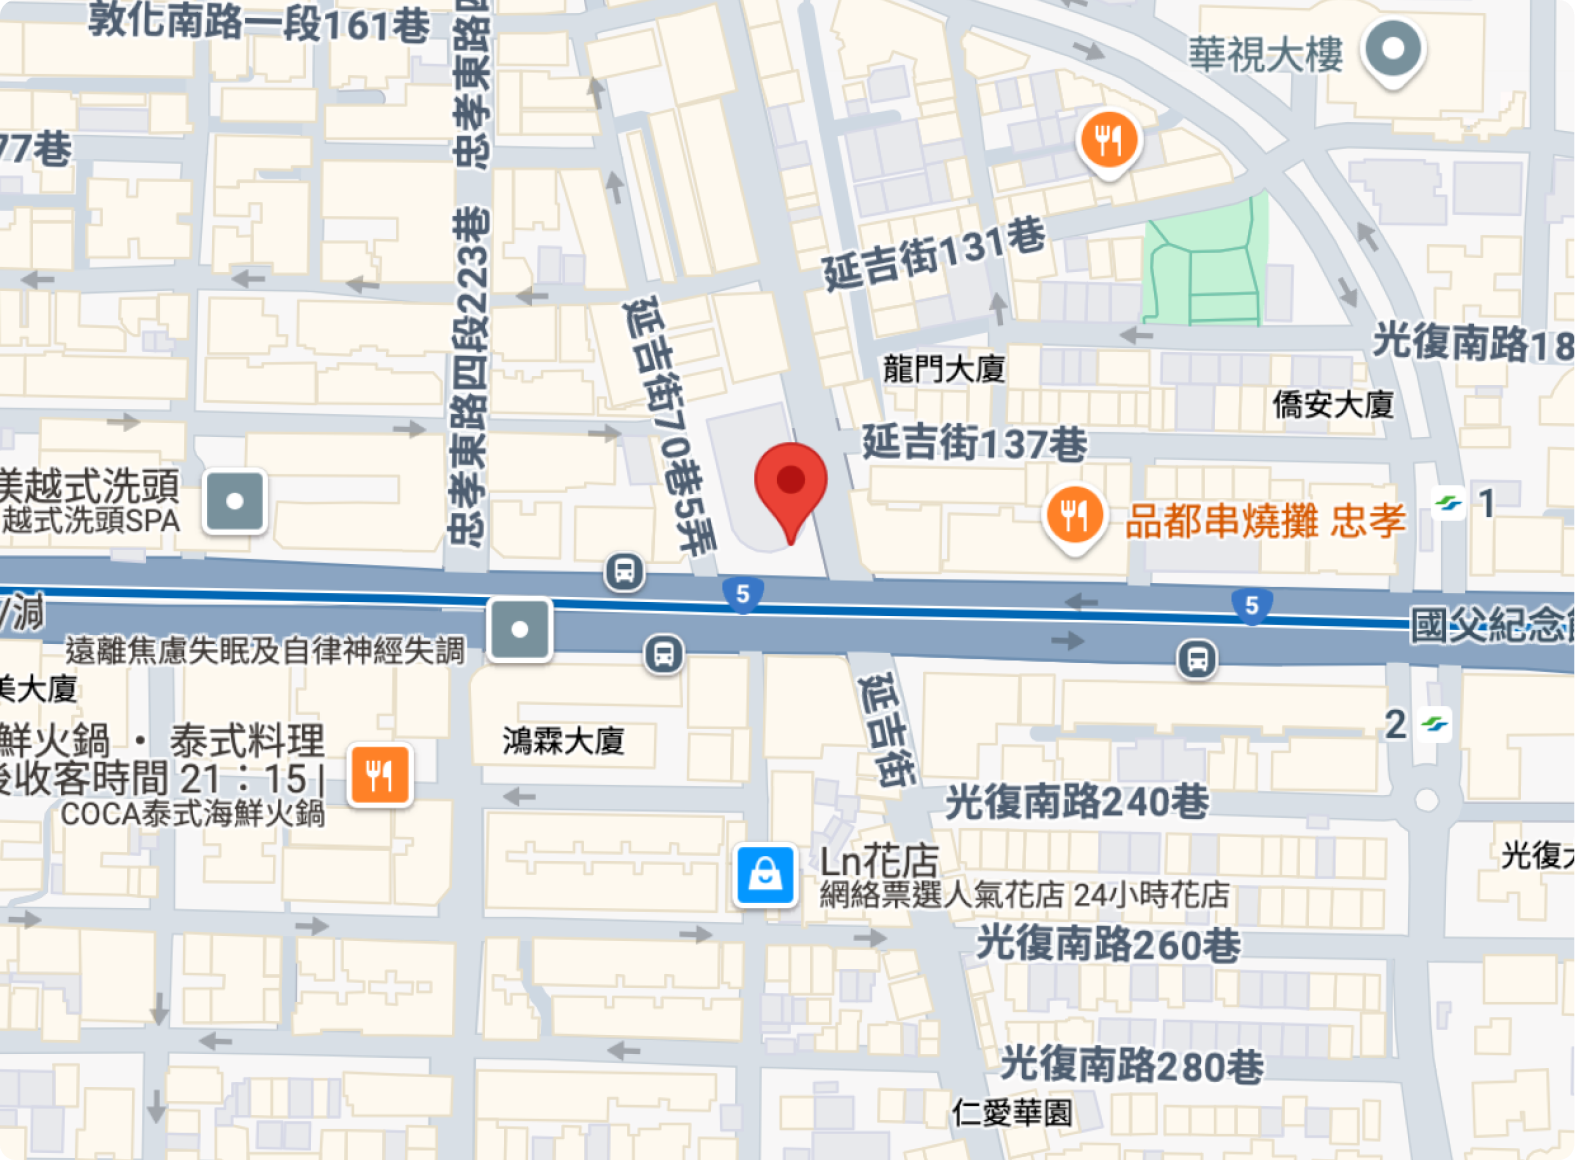 敦化南路一段161巷
忠孝東路四
華視大樓
77巷
忠孝東路四段223巷
延吉街131巷
延吉街70巷5弄
光復南路18
龍門大廈
僑安大廈
延吉街137巷
美越式洗頭
越式洗頭SPA
品都串燒攤 忠孝
1
5
5
/減
國父紀念館
遠離焦慮失眠及自律神經失調
美大廈
延吉街
2
鮮火鍋 · 泰式料理
後收客時間 21：15 |
COCA泰式海鮮火鍋
鴻霖大廈
光復南路240巷
Ln花店
網絡票選人氣花店 24小時花店
光復大
光復南路260巷
光復南路280巷
仁愛華園